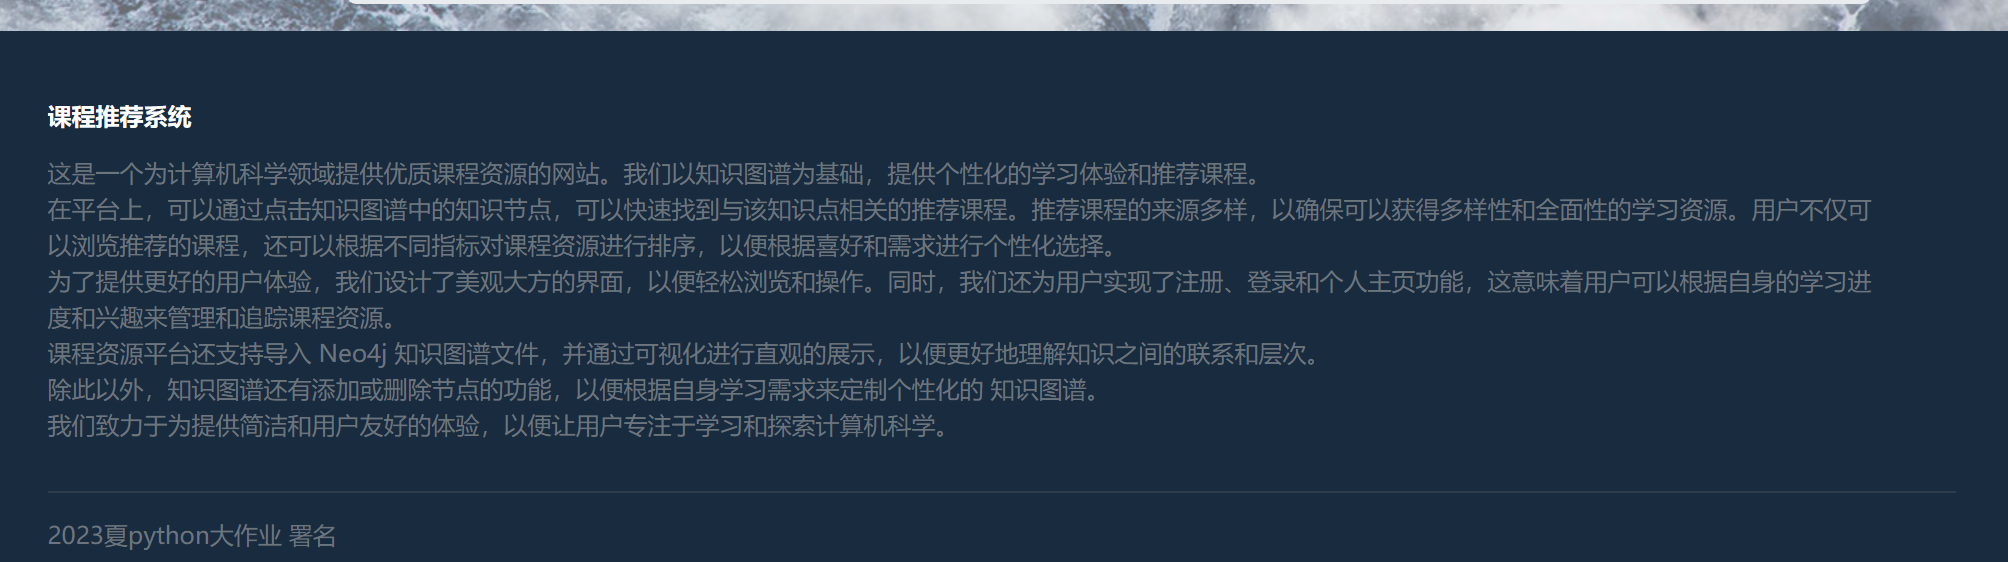 课程推荐系统
这是一个为计算机科学领域提供优质课程资源的网站。我们以知识图谱为基础，提供个性化的学习体验和推荐课程。
在平台上，可以通过点击知识图谱中的知识节点，可以快速找到与该知识点相关的推荐课程。推荐课程的来源多样，以确保可以获得多样性和全面性的学习资源。用户不仅可
以浏览推荐的课程，还可以根据不同指标对课程资源进行排序，以便根据喜好和需求进行个性化选择。
为了提供更好的用户体验，我们设计了美观大方的界面，以便轻松浏览和操作。同时，我们还为用户实现了注册、登录和个人主页功能，这意味着用户可以根据自身的学习进
度和兴趣来管理和追踪课程资源。
课程资源平台还支持导入 Neo4j 知识图谱文件，并通过可视化进行直观的展示，以便更好地理解知识之间的联系和层次。
除此以外，知识图谱还有添加或删除节点的功能，以便根据自身学习需求来定制个性化的 知识图谱。
我们致力于为提供简洁和用户友好的体验，以便让用户专注于学习和探索计算机科学。
2023夏python大作业 署名